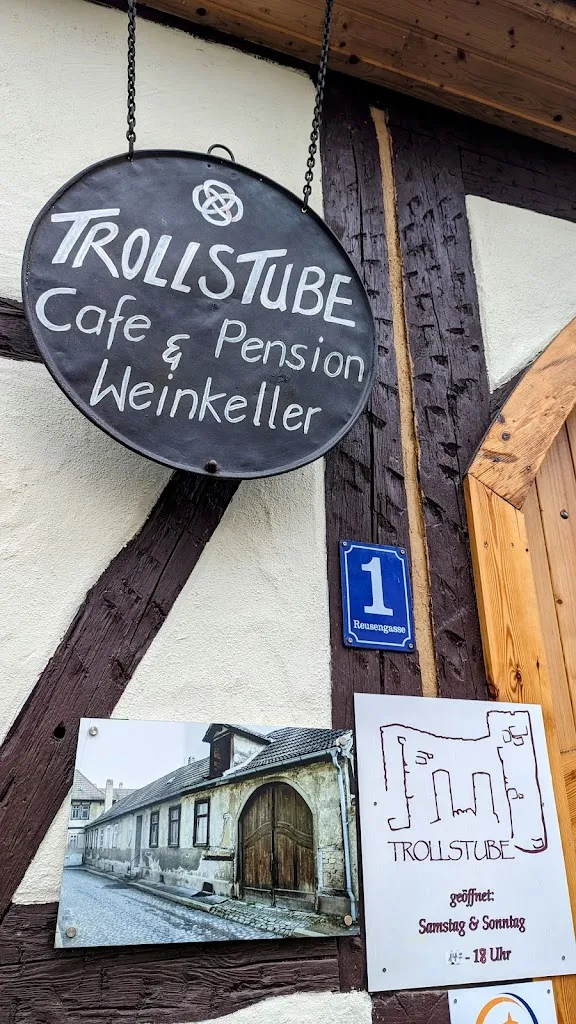 TROLLSTUBE
Cafe & Pension
Weinkeller
1
Reusengasse
TROLLSTUBE
geöffnet:
Samstag & Sonntag
- 18 Uhr